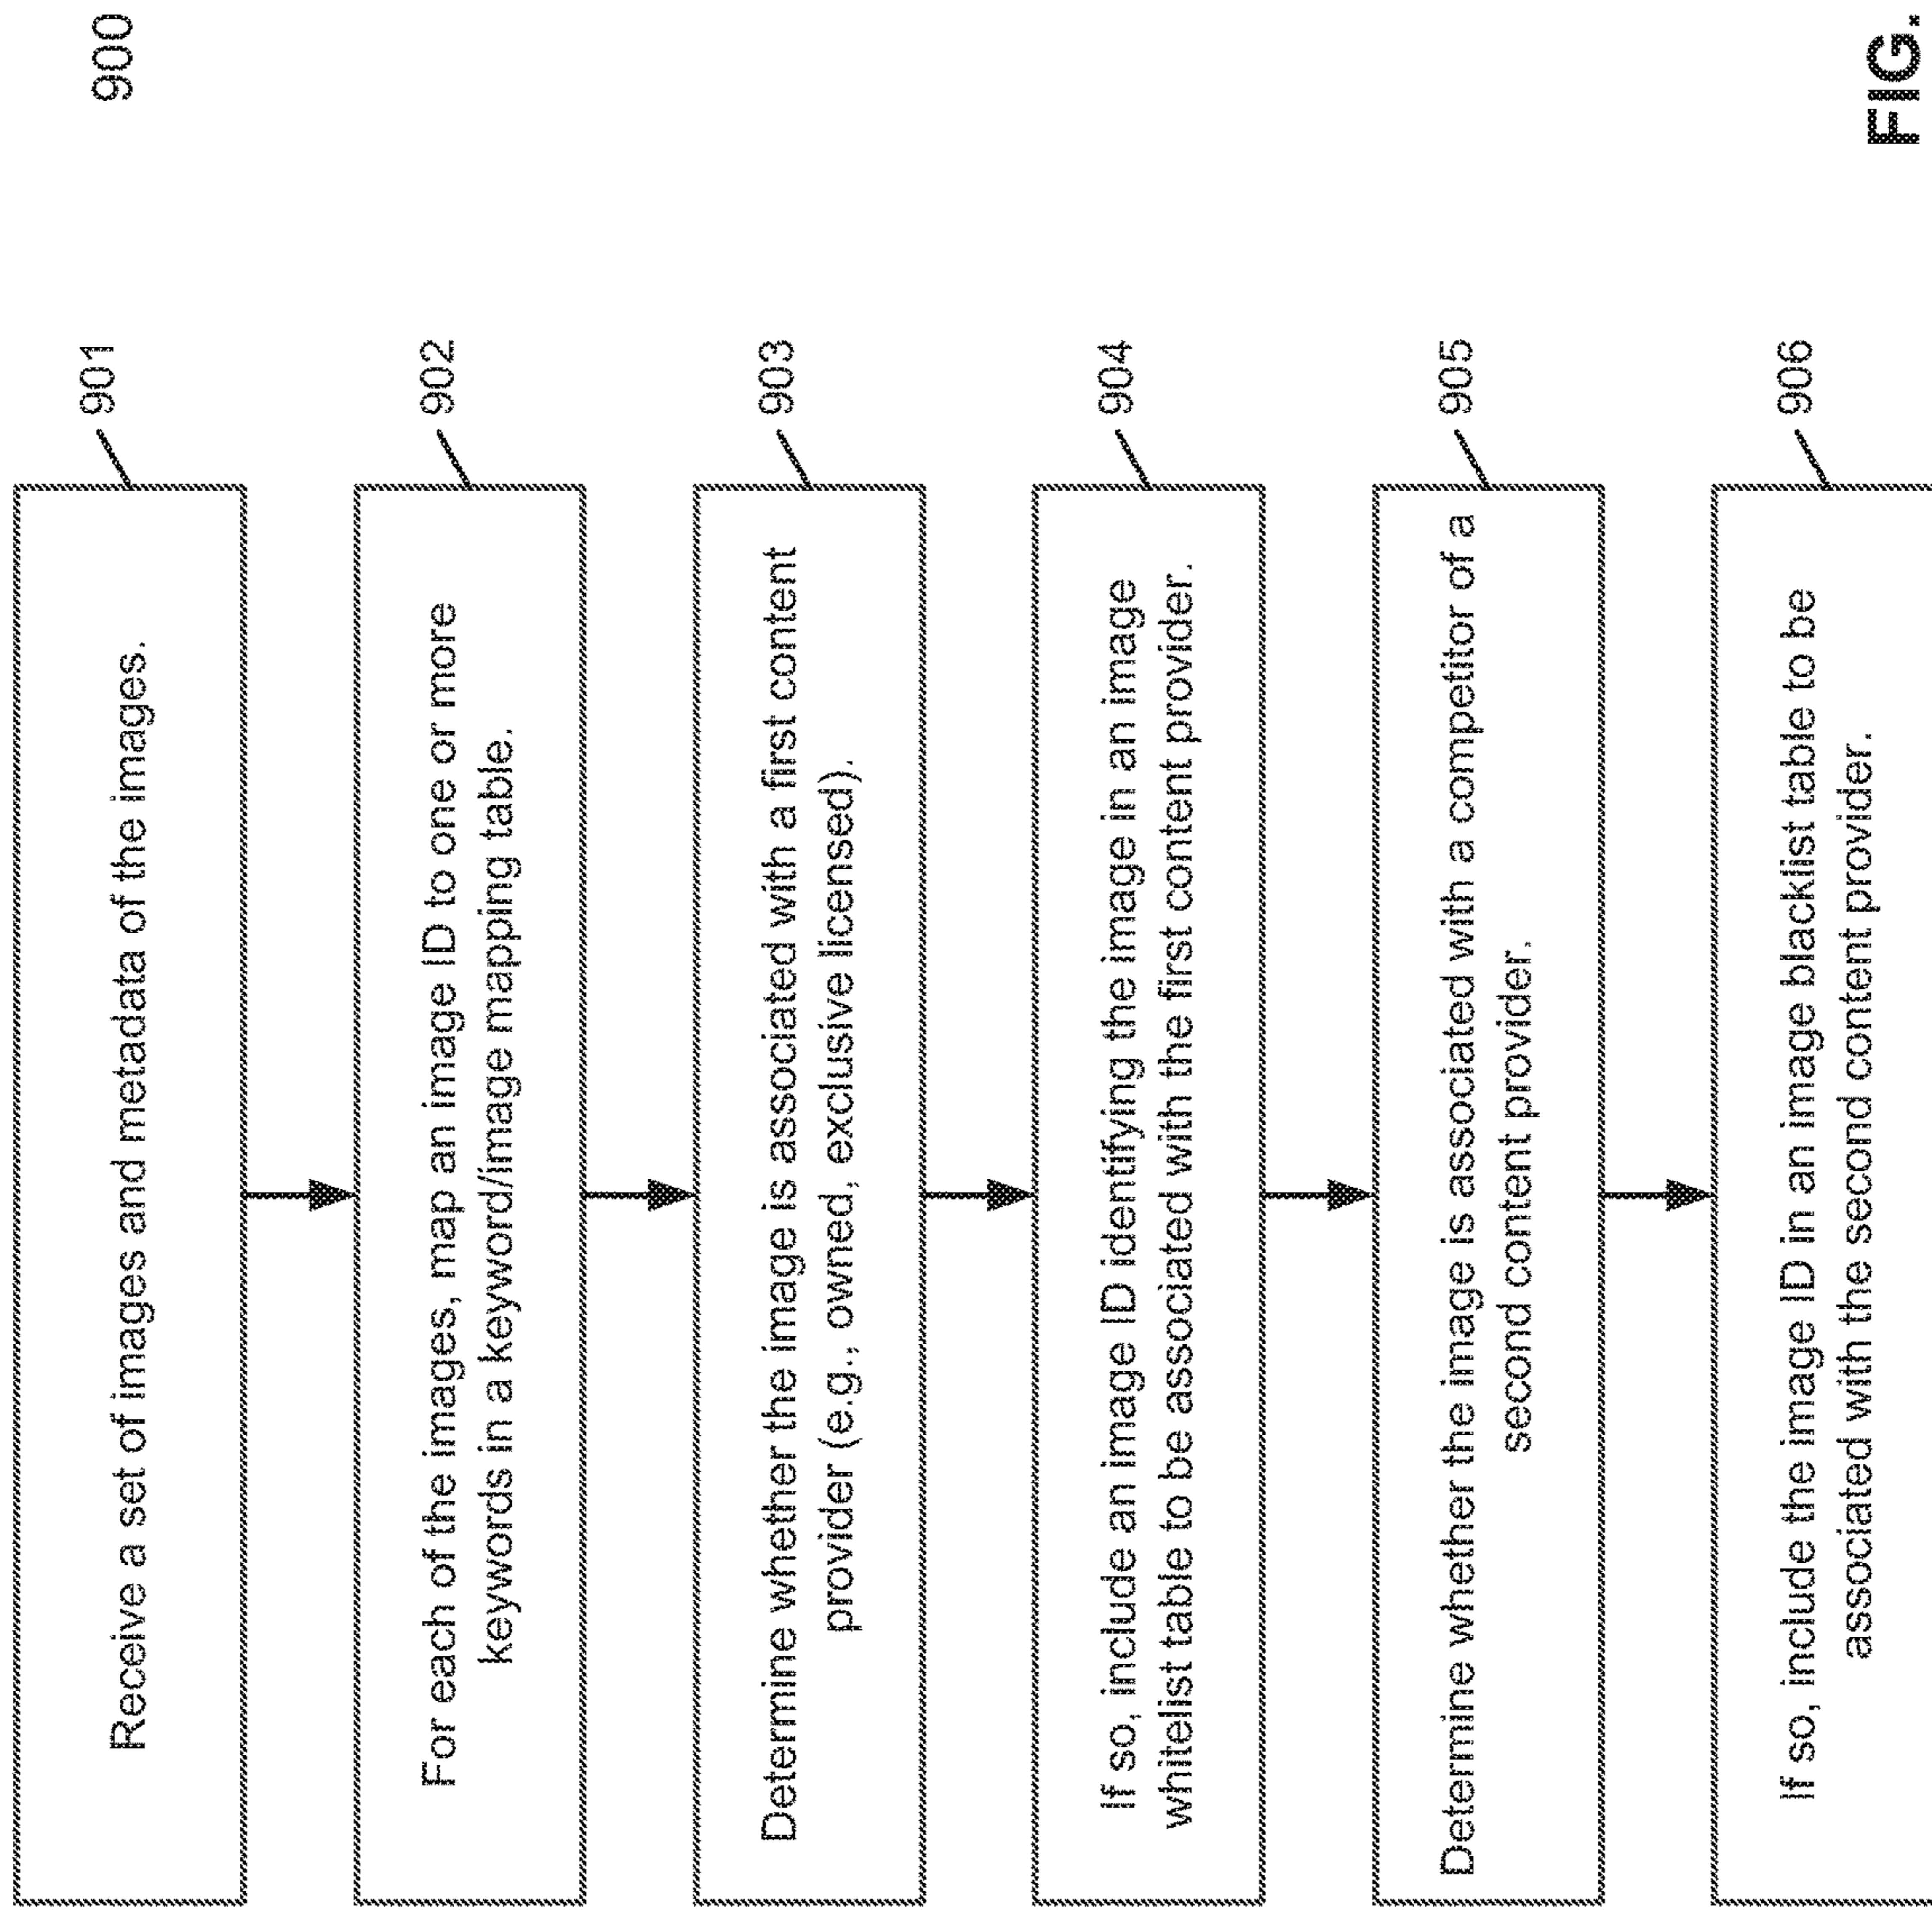 900
901
Receive a set of images and metadata of the images.
902
For each of the images, map an image ID to one or more
keywords in a keyword/image mapping table.
903
Determine whether the image is associated with a first content
provider (e.g., owned, exclusive licensed).
904
If so, include an image ID identifying the image in an image
whitelist table to be associated with the first content provider.
905
Determine whether the image is associated with a competitor of a
second content provider.
906
If so, include the image ID in an image blacklist table to be
associated with the second content provider.
FIG.